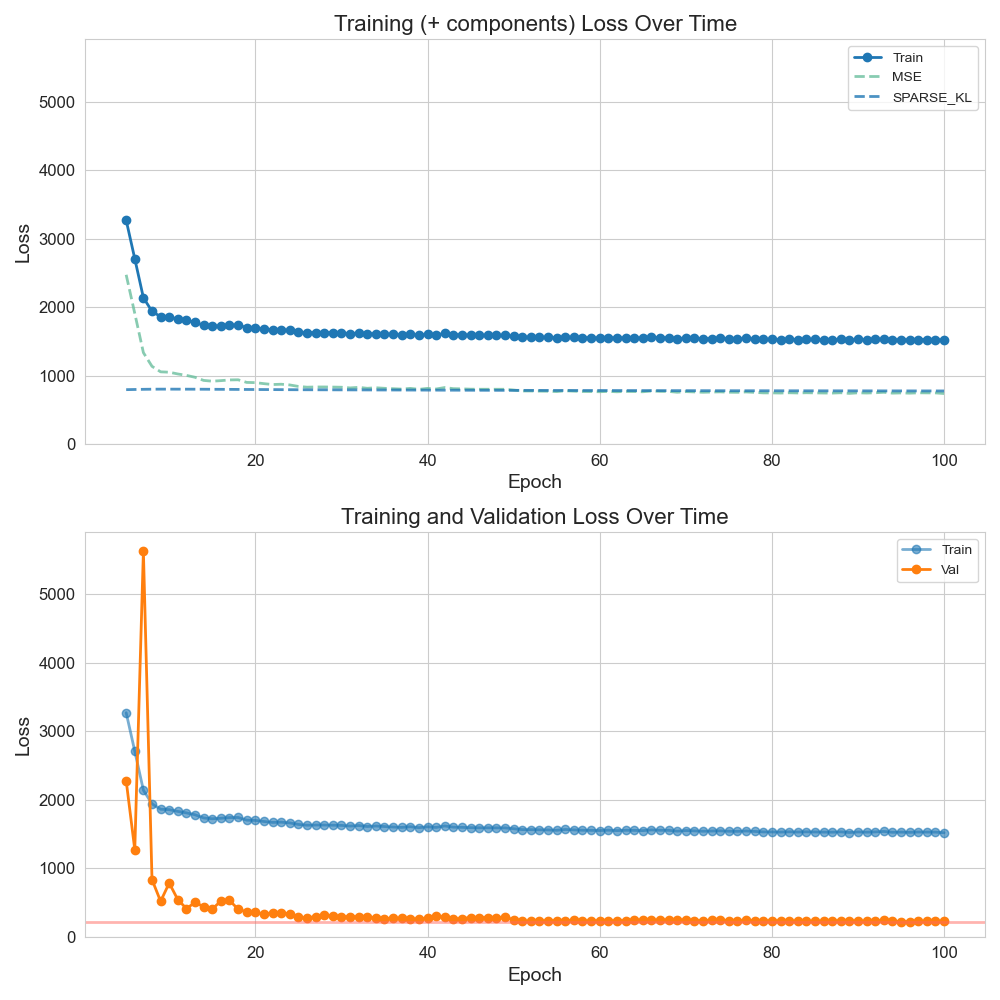 Training (+ components) Loss Over Time
Train
MSE
SPARSE_KL
5000
4000
3000
2000
1000
0
Loss
20
40
60
80
100
Epoch
Training and Validation Loss Over Time
Train
Val
5000
4000
3000
2000
1000
0
Loss
20
40
60
80
100
Epoch